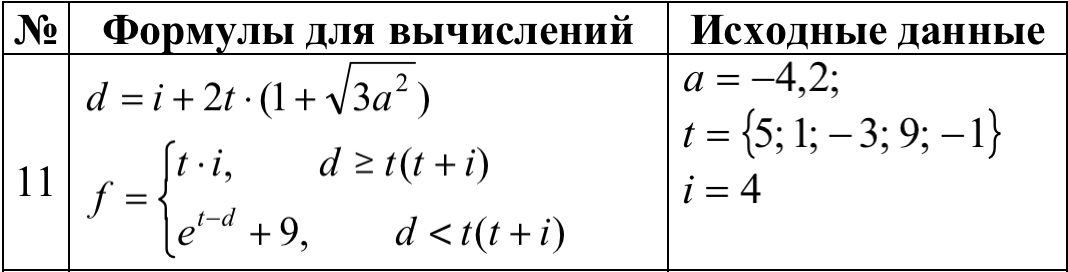 № Формулы для вычислений Исходные данные
11
d = i + 2t · (1 + √3a²)
f = { t · i, d ≥ t(t + i)
e^{t−d} + 9, d < t(t + i)
a = −4,2;
t = {5; 1; − 3; 9; −1}
i = 4